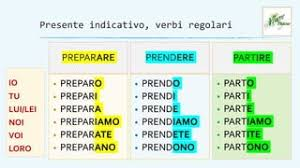 Presente indicativo, verbi regolari
PREPARARE PRENDERE PARTIRE
IO PREPARO PRENDO PARTO
TU PREPARI PRENDI PARTI
LUI/LEI PREPARA PRENDE PARTE
NOI PREPARIAMO PRENDIAMO PARTIAMO
VOI PREPARATE PRENDETE PARTITE
LORO PREPARANO PRENDONO PARTONO